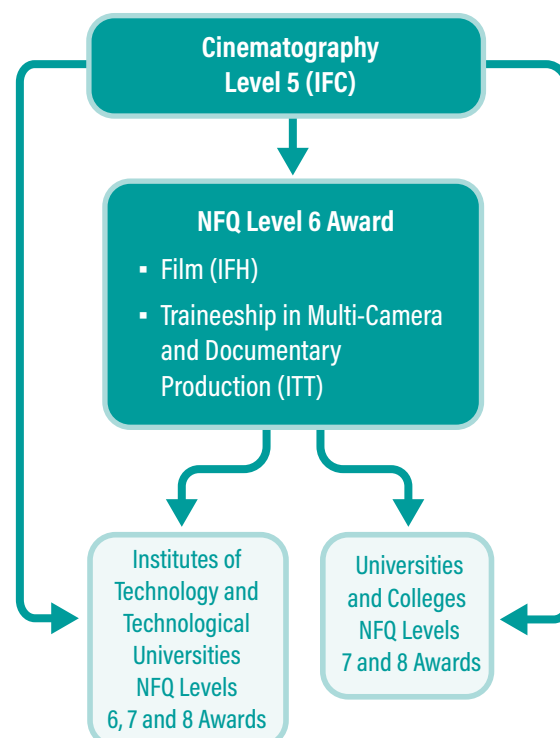 Cinematography
Level 5 (IFC)
NFQ Level 6 Award
▪ Film (IFH)
▪ Traineeship in Multi-Camera
and Documentary
Production (ITT)
Institutes of
Technology and
Technological
Universities
NFQ Levels
6, 7 and 8 Awards
Universities
and Colleges
NFQ Levels
7 and 8 Awards